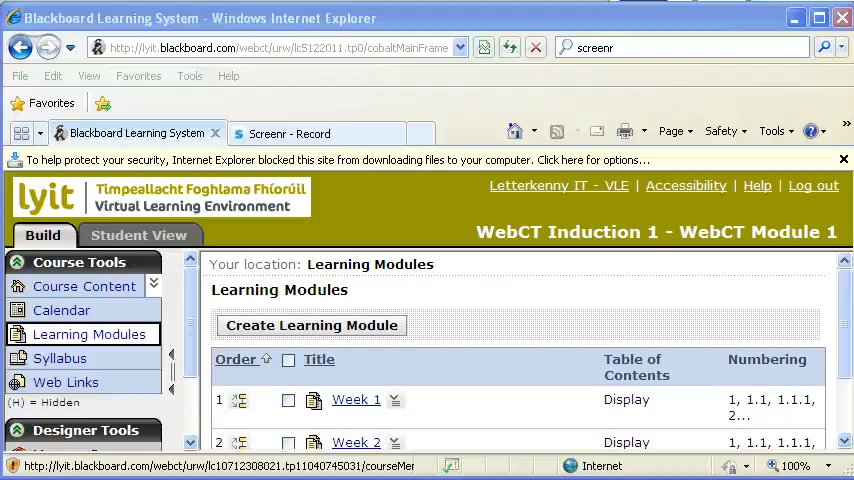 Blackboard Learning System - Windows Internet Explorer
http://lyit.blackboard.com/webct/urw/lc5122011.tp0/cobaltMainFrame
screenr
File Edit View Favorites Tools Help
Favorites
Blackboard Learning System
Screenr - Record
Page Safety Tools
To help protect your security, Internet Explorer blocked this site from downloading files to your computer. Click here for options...
lyit
Timpeallacht Foghlama Fhíorúil
Virtual Learning Environment
Letterkenny IT - VLE | Accessibility | Help | Log out
Build
Student View
WebCT Induction 1 - WebCT Module 1
Course Tools
Course Content
Calendar
Learning Modules
Syllabus
Web Links
(H) = Hidden
Designer Tools
Your location: Learning Modules
Learning Modules
Create Learning Module
Order Title Table of Contents Numbering
1 Week 1 Display 1, 1.1, 1.1.1, 2...
2 Week 2 Display 1, 1.1, 1.1.1,
http://lyit.blackboard.com/webct/urw/lc10712308021.tp11040745031/courseMer
Internet
100%